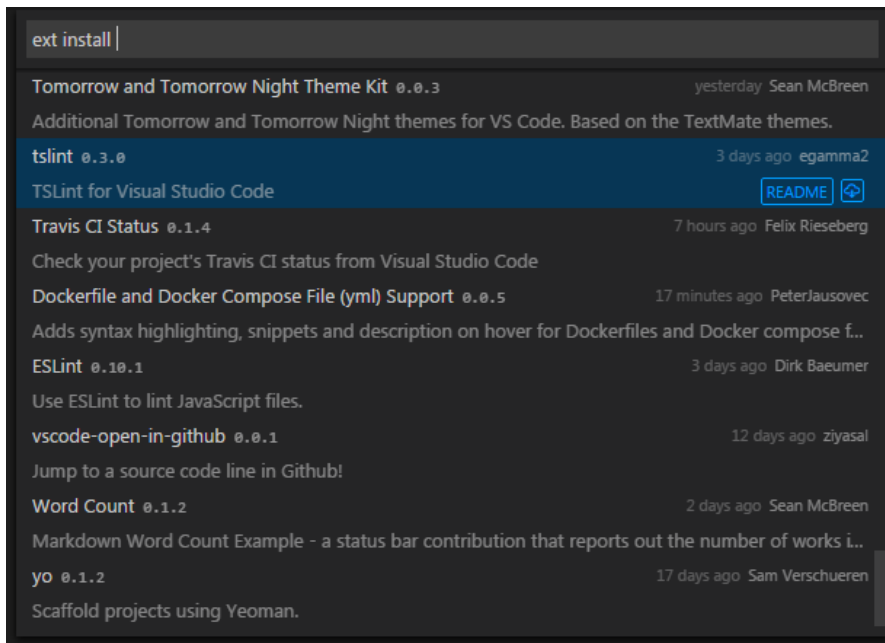 ext install
Tomorrow and Tomorrow Night Theme Kit 0.0.3 yesterday Sean McBreen
Additional Tomorrow and Tomorrow Night themes for VS Code. Based on the TextMate themes.
tslint 0.3.0 3 days ago egamma2
TSLint for Visual Studio Code README
Travis CI Status 0.1.4 7 hours ago Felix Rieseberg
Check your project's Travis CI status from Visual Studio Code
Dockerfile and Docker Compose File (yml) Support 0.0.5 17 minutes ago PeterJausovec
Adds syntax highlighting, snippets and description on hover for Dockerfiles and Docker compose f...
ESLint 0.10.1 3 days ago Dirk Baeumer
Use ESLint to lint JavaScript files.
vscode-open-in-github 0.0.1 12 days ago ziyasal
Jump to a source code line in Github!
Word Count 0.1.2 2 days ago Sean McBreen
Markdown Word Count Example - a status bar contribution that reports out the number of works i...
yo 0.1.2 17 days ago Sam Verschueren
Scaffold projects using Yeoman.